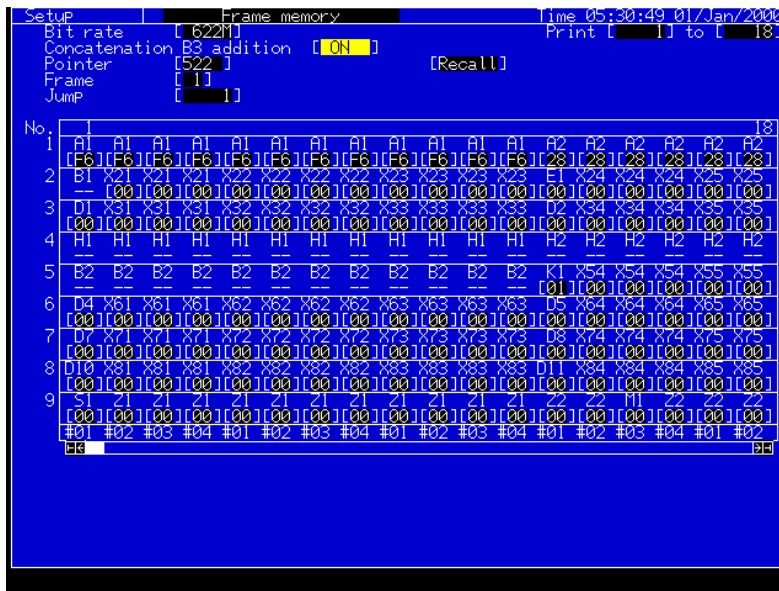 Setup Frame memory Time 05:30:49 01/Jan/2000
Bit rate [ 622M] Print [ 1] to [ 18]
Concatenation B3 addition [ ON ]
Pointer [522 ] [Recall]
Frame [ 1]
Jump [ 1]
No. 1 18
1 A1 A1 A1 A1 A1 A1 A1 A1 A1 A1 A1 A1 A2 A2 A2 A2 A2 A2
[F6][F6][F6][F6][F6][F6][F6][F6][F6][F6][F6][F6][28][28][28][28][28][28]
2 B1 X21 X21 X21 X22 X22 X22 X22 X23 X23 X23 X23 E1 X24 X24 X24 X25 X25
-- [00][00][00][00][00][00][00][00][00][00][00][00][00][00][00][00][00]
3 D1 X31 X31 X31 X32 X32 X32 X32 X33 X33 X33 X33 D2 X34 X34 X34 X35 X35
[00][00][00][00][00][00][00][00][00][00][00][00][00][00][00][00][00][00]
4 H1 H1 H1 H1 H1 H1 H1 H1 H1 H1 H1 H1 H2 H2 H2 H2 H2 H2
-- -- -- -- -- -- -- -- -- -- -- -- -- -- -- -- -- --
5 B2 B2 B2 B2 B2 B2 B2 B2 B2 B2 B2 B2 K1 X54 X54 X54 X55 X55
-- -- -- -- -- -- -- -- -- -- -- -- [01][00][00][00][00][00]
6 D4 X61 X61 X61 X62 X62 X62 X62 X63 X63 X63 X63 D5 X64 X64 X64 X65 X65
[00][00][00][00][00][00][00][00][00][00][00][00][00][00][00][00][00][00]
7 D7 X71 X71 X71 X72 X72 X72 X72 X73 X73 X73 X73 D8 X74 X74 X74 X75 X75
[00][00][00][00][00][00][00][00][00][00][00][00][00][00][00][00][00][00]
8 D10 X81 X81 X81 X82 X82 X82 X82 X83 X83 X83 X83 D11 X84 X84 X84 X85 X85
[00][00][00][00][00][00][00][00][00][00][00][00][00][00][00][00][00][00]
9 S1 Z1 Z1 Z1 Z1 Z1 Z1 Z1 Z1 Z1 Z1 Z1 Z2 Z2 M1 Z2 Z2 Z2
[00][00][00][00][00][00][00][00][00][00][00][00][00][00][00][00][00][00]
#01 #02 #03 #04 #01 #02 #03 #04 #01 #02 #03 #04 #01 #02 #03 #04 #01 #02